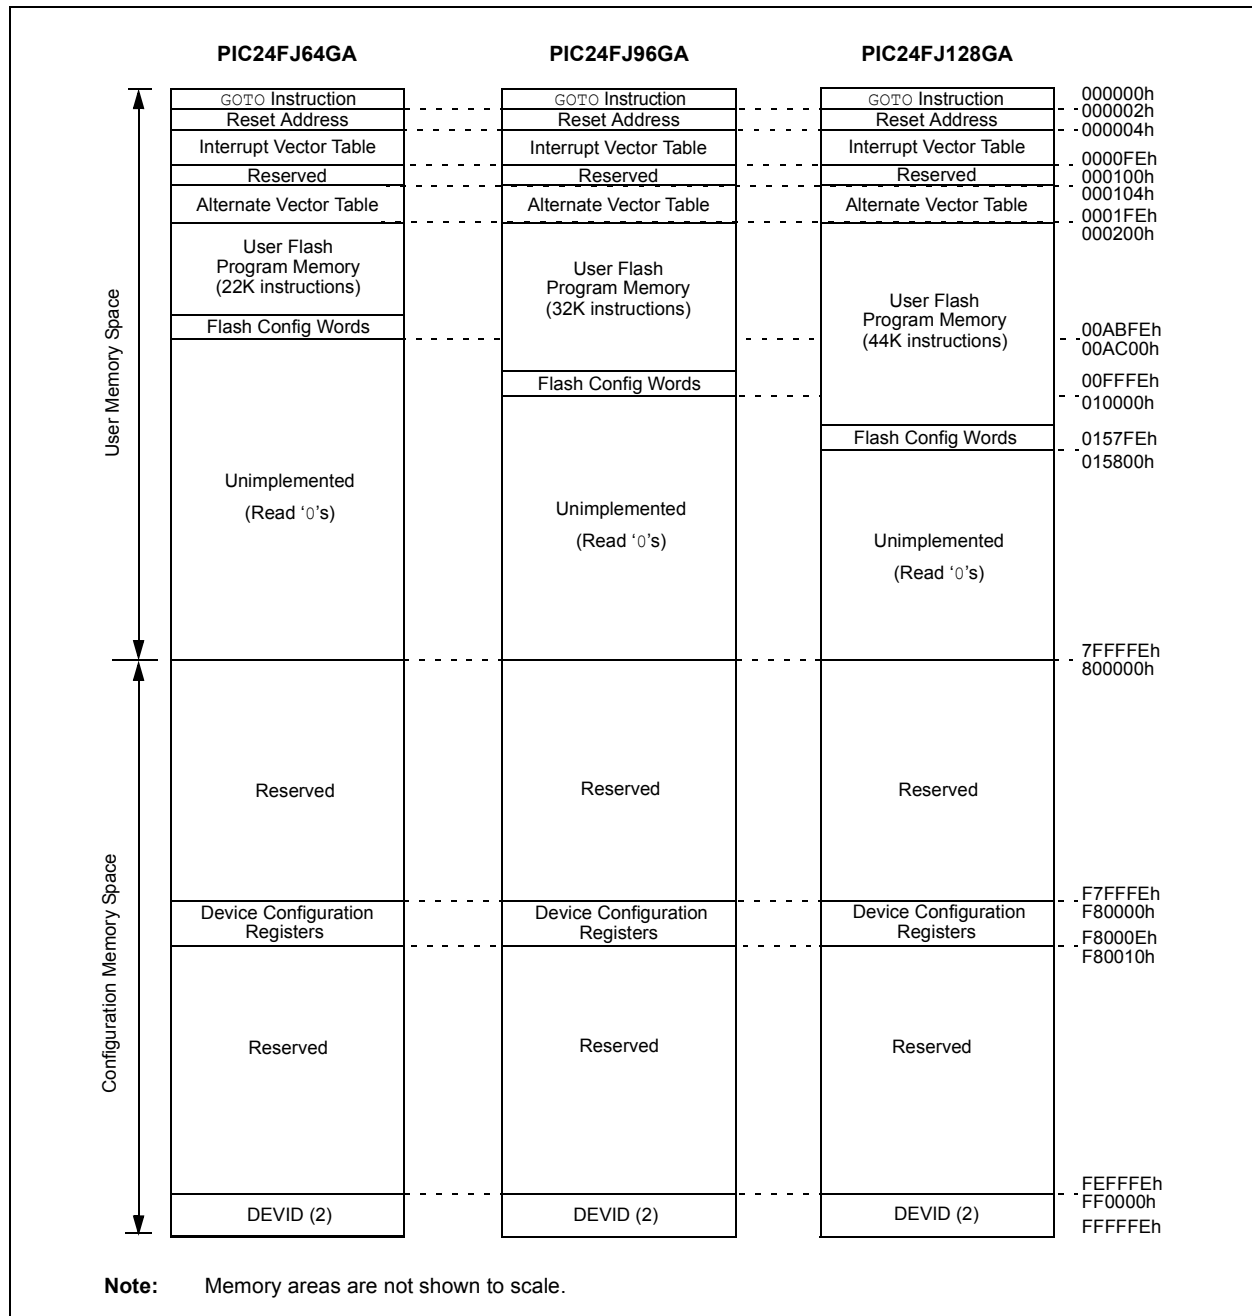 PIC24FJ64GA
PIC24FJ96GA
PIC24FJ128GA
GOTO Instruction
Reset Address
Interrupt Vector Table
Reserved
Alternate Vector Table
User Flash
Program Memory
(22K instructions)
Flash Config Words
Unimplemented
(Read ‘0’s)
Reserved
Device Configuration
Registers
Reserved
DEVID (2)
GOTO Instruction
Reset Address
Interrupt Vector Table
Reserved
Alternate Vector Table
User Flash
Program Memory
(32K instructions)
Flash Config Words
Unimplemented
(Read ‘0’s)
Reserved
Device Configuration
Registers
Reserved
DEVID (2)
GOTO Instruction
Reset Address
Interrupt Vector Table
Reserved
Alternate Vector Table
User Flash
Program Memory
(44K instructions)
Flash Config Words
Unimplemented
(Read ‘0’s)
Reserved
Device Configuration
Registers
Reserved
DEVID (2)
000000h
000002h
000004h
0000FEh
000100h
000104h
0001FEh
000200h
00ABFEh
00AC00h
00FFFEh
010000h
0157FEh
015800h
7FFFFEh
800000h
F7FFFEh
F80000h
F8000Eh
F80010h
FEFFFEh
FF0000h
FFFFFEh
User Memory Space
Configuration Memory Space
Note: Memory areas are not shown to scale.